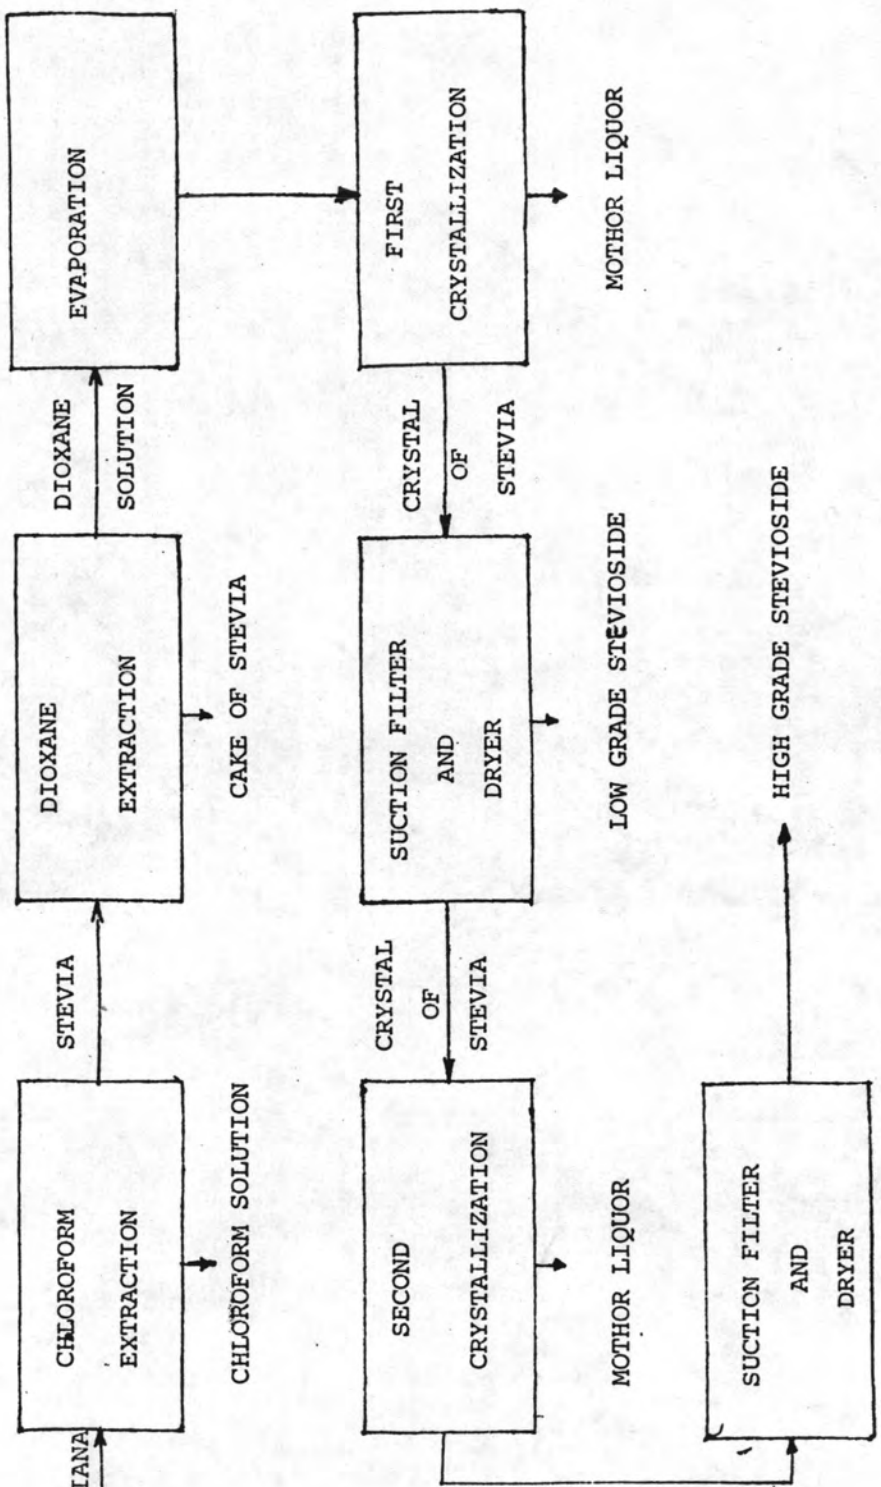 CHLOROFORM
EXTRACTION
CHLOROFORM SOLUTION
STEVIA
DIOXANE
EXTRACTION
CAKE OF STEVIA
DIOXANE
SOLUTION
EVAPORATION
FIRST
CRYSTALLIZATION
MOTHOR LIQUOR
CRYSTAL
OF
STEVIA
SUCTION FILTER
AND
DRYER
LOW GRADE STEVIOSIDE
CRYSTAL
OF
STEVIA
SECOND
CRYSTALLIZATION
MOTHOR LIQUOR
SUCTION FILTER
AND
DRYER
HIGH GRADE STEVIOSIDE